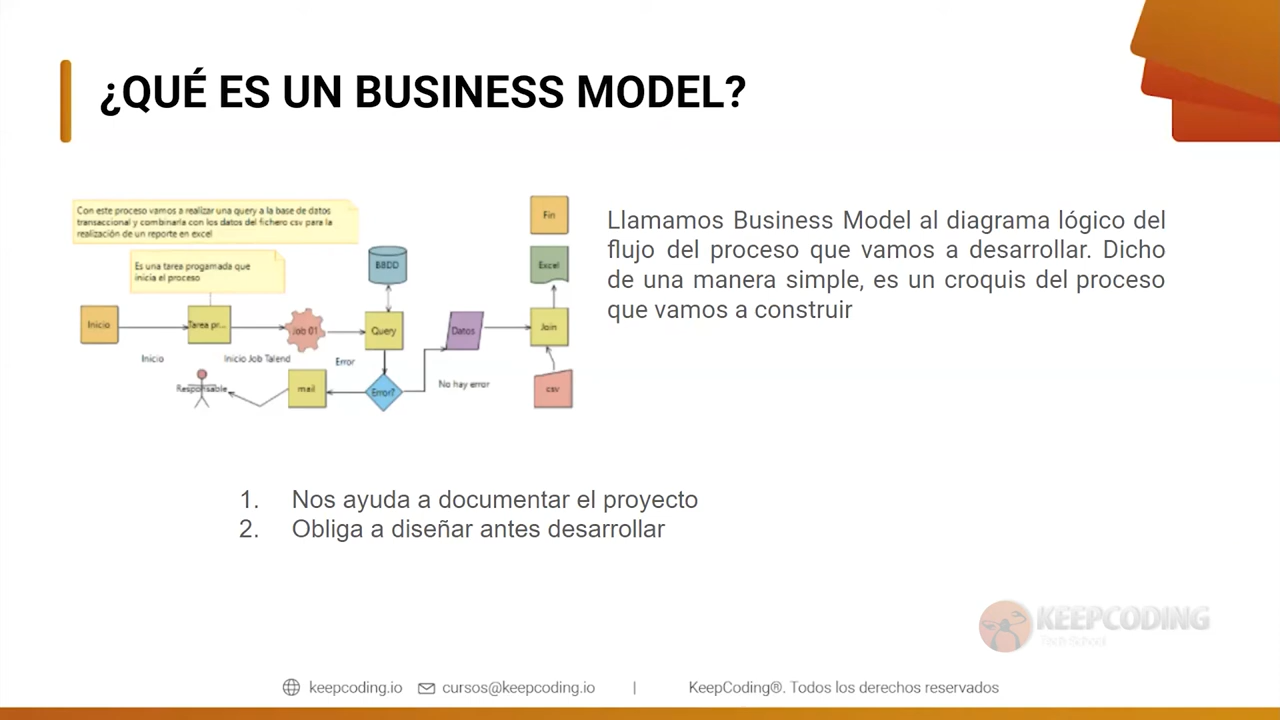 ¿QUÉ ES UN BUSINESS MODEL?
Con este proceso vamos a realizar una query a la base de datos
transaccional y combinarla con los datos del fichero csv para la
realización de un reporte en excel
Es una tarea progamada que
inicia el proceso
Fin
Excel
BBDD
Inicio
Tarea pr...
Job 01
Query
Datos
Join
Inicio
Inicio Job Talend
Error
No hay error
Responsable
mail
Error?
csv
Llamamos Business Model al diagrama lógico del
flujo del proceso que vamos a desarrollar. Dicho
de una manera simple, es un croquis del proceso
que vamos a construir
1. Nos ayuda a documentar el proyecto
2. Obliga a diseñar antes desarrollar
KEEPCODING
Tech School
keepcoding.io
cursos@keepcoding.io
|
KeepCoding®. Todos los derechos reservados